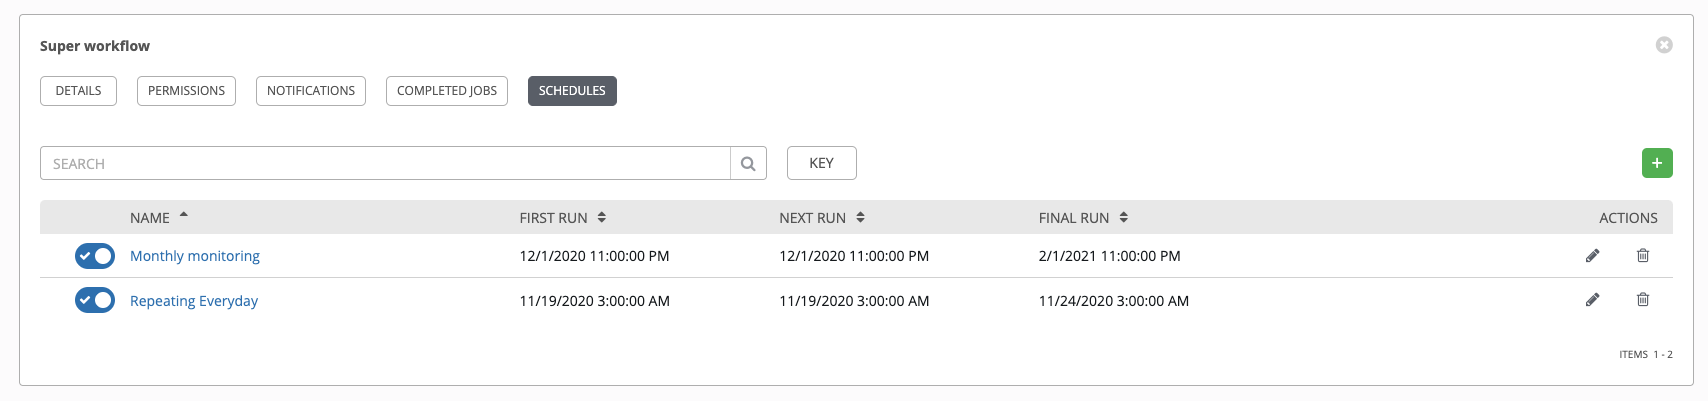 Super workflow
DETAILS PERMISSIONS NOTIFICATIONS COMPLETED JOBS SCHEDULES
SEARCH KEY
NAME FIRST RUN NEXT RUN FINAL RUN ACTIONS
Monthly monitoring 12/1/2020 11:00:00 PM 12/1/2020 11:00:00 PM 2/1/2021 11:00:00 PM
Repeating Everyday 11/19/2020 3:00:00 AM 11/19/2020 3:00:00 AM 11/24/2020 3:00:00 AM
ITEMS 1 - 2